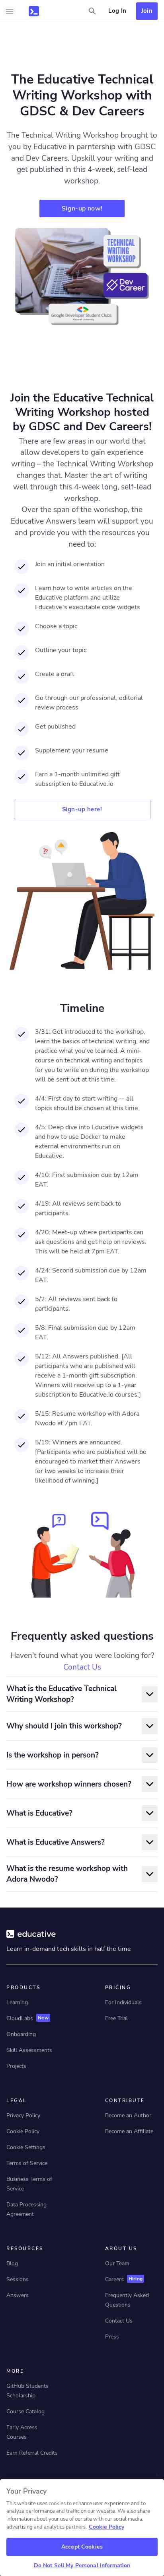 Log In
Join
The Educative Technical
Writing Workshop with
GDSC & Dev Careers
The Technical Writing Workshop brought to
you by Educative in partnership with GDSC
and Dev Careers. Upskill your writing and
get published in this 4-week, self-lead
workshop.
Sign-up now!
TECHNICAL
WRITING
WORKSHOP
Dev
Career
Google Developer Student Clubs
Join the Educative Technical
Writing Workshop hosted
by GDSC and Dev Careers!
There are few areas in our world that
allow developers to gain experience
writing – the Technical Writing Workshop
changes that. Master the art of writing
well through this 4-week long, self-lead
workshop.
Over the span of the workshop, the
Educative Answers team will support you
and provide you the resources you
need to:
Join an initial orientation
Learn how to write articles on the
Educative platform and utilize
Educative's executable code widgets
Choose a topic
Outline your topic
Create a draft
Go through our professional, editorial
review process
Get published
Supplement your resume
Earn a 1-month unlimited gift
subscription to Educative.io
Sign-up here!
Timeline
3/31: Get introduced to the workshop,
learn the basics of technical writing, and
practice what you've learned. A mini-
course on technical writing and topics
for you to write on during the workshop
will be sent out at this time.
4/4: First day to start writing -- all
topics should be chosen at this time.
4/5: Deep dive into Educative widgets
and how to use Docker to make
external environments run on
Educative.
4/10: First submission due by 12am
EAT.
4/19: All reviews sent back to
participants.
4/20: Meet-up where participants can
ask questions and get help on reviews.
This will be held at 7pm EAT.
4/24: Second submission due by 12am
EAT.
5/2: All reviews sent back to
participants.
5/8: Final submission due by 12am
EAT.
5/12: All Answers published. [All
participants who are published will
receive a 1-month gift subscription.
Winners will receive up to a 1-year
subscription to Educative.io courses.]
5/15: Resume workshop with Adora
Nwodo at 7pm EAT.
5/19: Winners are announced.
[Participants who are published will be
encouraged to market their Answers
for two weeks to increase their
likelihood of winning.]
Frequently asked questions
Haven't found what you were looking for?
Contact Us
What is the Educative Technical
Writing Workshop?
Why should I join this workshop?
Is the workshop in person?
How are workshop winners chosen?
What is Educative?
What is Educative Answers?
What is the resume workshop with
Adora Nwodo?
educative
Learn in-demand tech skills in half the time
PRODUCTS
Learning
CloudLabs New
Onboarding
Skill Assessments
Projects
PRICING
For Individuals
Free Trial
LEGAL
Privacy Policy
Cookie Policy
Cookie Settings
Terms of Service
Business Terms of
Service
Data Processing
Agreement
CONTRIBUTE
Become an Author
Become an Affiliate
RESOURCES
Blog
Sessions
Answers
ABOUT US
Our Team
Careers Hiring
Frequently Asked
Questions
Contact Us
Press
MORE
GitHub Students
Scholarship
Course Catalog
Early Access
Courses
Earn Referral Credits
Your Privacy
This website uses cookies to enhance user experience and
to analyze performance and traffic on our website. We also
share information about your use of our site with our social
media, advertising and analytics partners. Cookie Policy
Accept Cookies
Do Not Sell My Personal Information